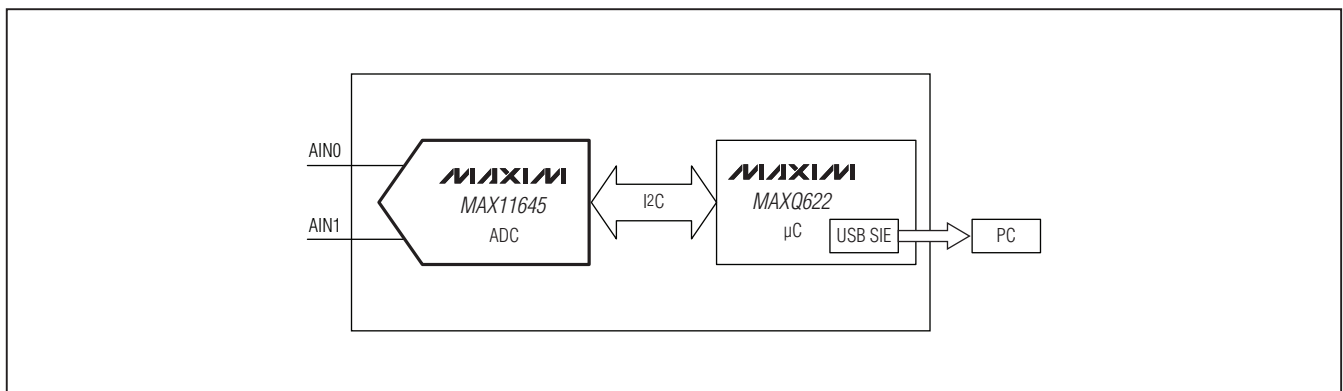 AIN0
AIN1
MAXIM
MAX11645
ADC
I2C
MAXIM
MAXQ622
µC
USB SIE
PC